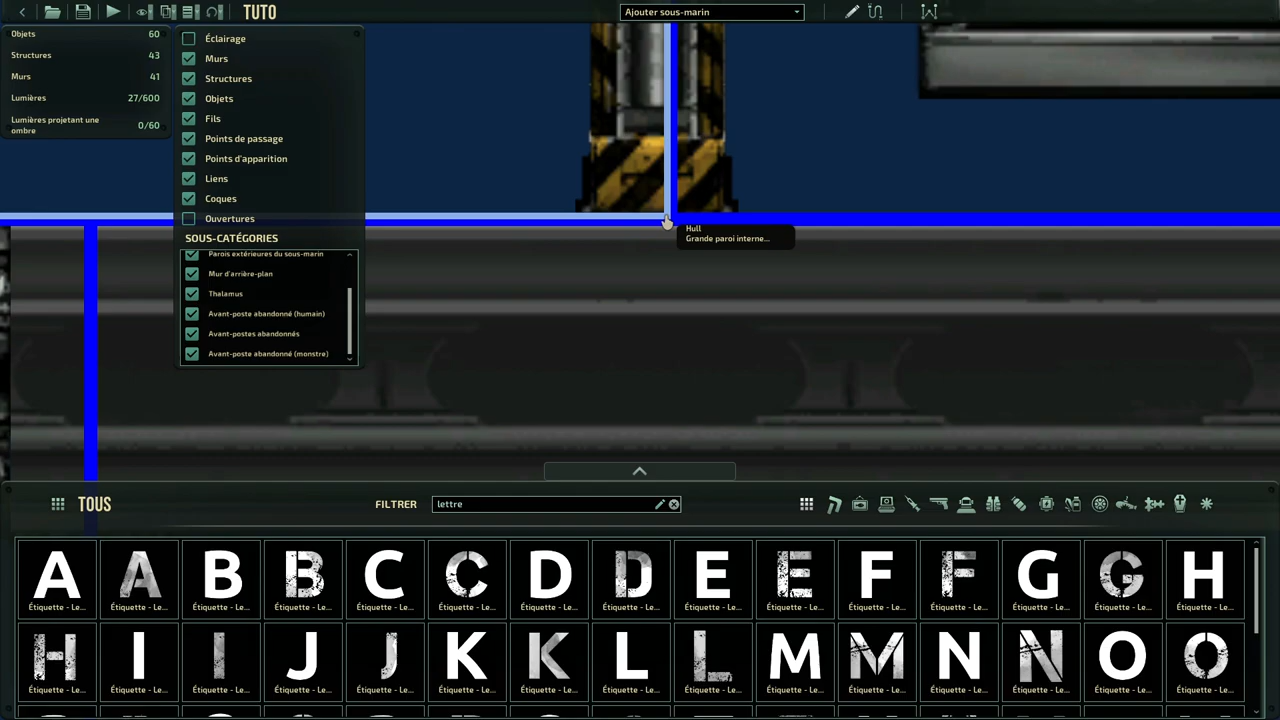 TUTO
Ajouter sous-marin
Objets 60
Structures 43
Murs 41
Lumières 27/600
Lumières projetant une ombre 0/60
Éclairage
Murs
Structures
Objets
Fils
Points de passage
Points d'apparition
Liens
Coques
Ouvertures
SOUS-CATÉGORIES
Parois extérieures du sous-marin
Mur d'arrière-plan
Thalamus
Avant-poste abandonné (humain)
Avant-postes abandonnés
Avant-poste abandonné (monstre)
Hull
Grande paroi interne...
TOUS
FILTRER
lettre
A A B B C C D D E E F F G G H
Étiquette - Le... Étiquette - Le... Étiquette - Le... Étiquette - Le... Étiquette - Le... Étiquette - Le... Étiquette - Le... Étiquette - Le... Étiquette - Le... Étiquette - Le... Étiquette - Le... Étiquette - Le... Étiquette - Le... Étiquette - Le... Étiquette - Le...
H I I J J K K L L M M N N O O
Étiquette - Le... Étiquette - Le... Étiquette - Le... Étiquette - Le... Étiquette - Le... Étiquette - Le... Étiquette - Le... Étiquette - Le... Étiquette - Le... Étiquette - Le... Étiquette - Le... Étiquette - Le... Étiquette - Le... Étiquette - Le... Étiquette - Le...